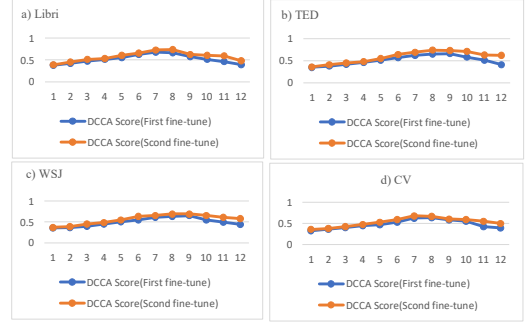 a) Libri
1
0.5
0
1 2 3 4 5 6 7 8 9 10 11 12
DCCA Score(First fine-tune)
DCCA Score(Scond fine-tune)
b) TED
1
0.5
0
1 2 3 4 5 6 7 8 9 10 11 12
DCCA Score(First fine-tune)
DCCA Score(Scond fine-tune)
c) WSJ
1
0.5
0
1 2 3 4 5 6 7 8 9 10 11 12
DCCA Score(First fine-tune)
DCCA Score(Scond fine-tune)
d) CV
1
0.5
0
1 2 3 4 5 6 7 8 9 10 11 12
DCCA Score(First fine-tune)
DCCA Score(Scond fine-tune)